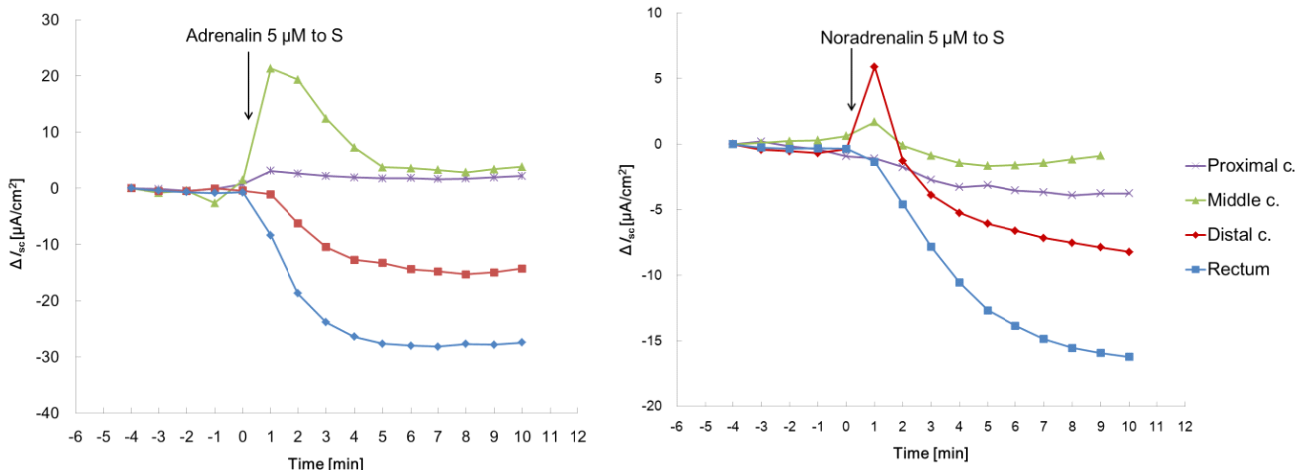 Adrenalin 5 µM to S
30
20
10
0
-10
-20
-30
-40
Δ Isc [µA/cm²]
-6 -5 -4 -3 -2 -1 0 1 2 3 4 5 6 7 8 9 10 11 12
Time [min]
Noradrenalin 5 µM to S
10
5
0
-5
-10
-15
-20
Δ Isc [µA/cm²]
-6 -5 -4 -3 -2 -1 0 1 2 3 4 5 6 7 8 9 10 11 12
Time [min]
Proximal c.
Middle c.
Distal c.
Rectum